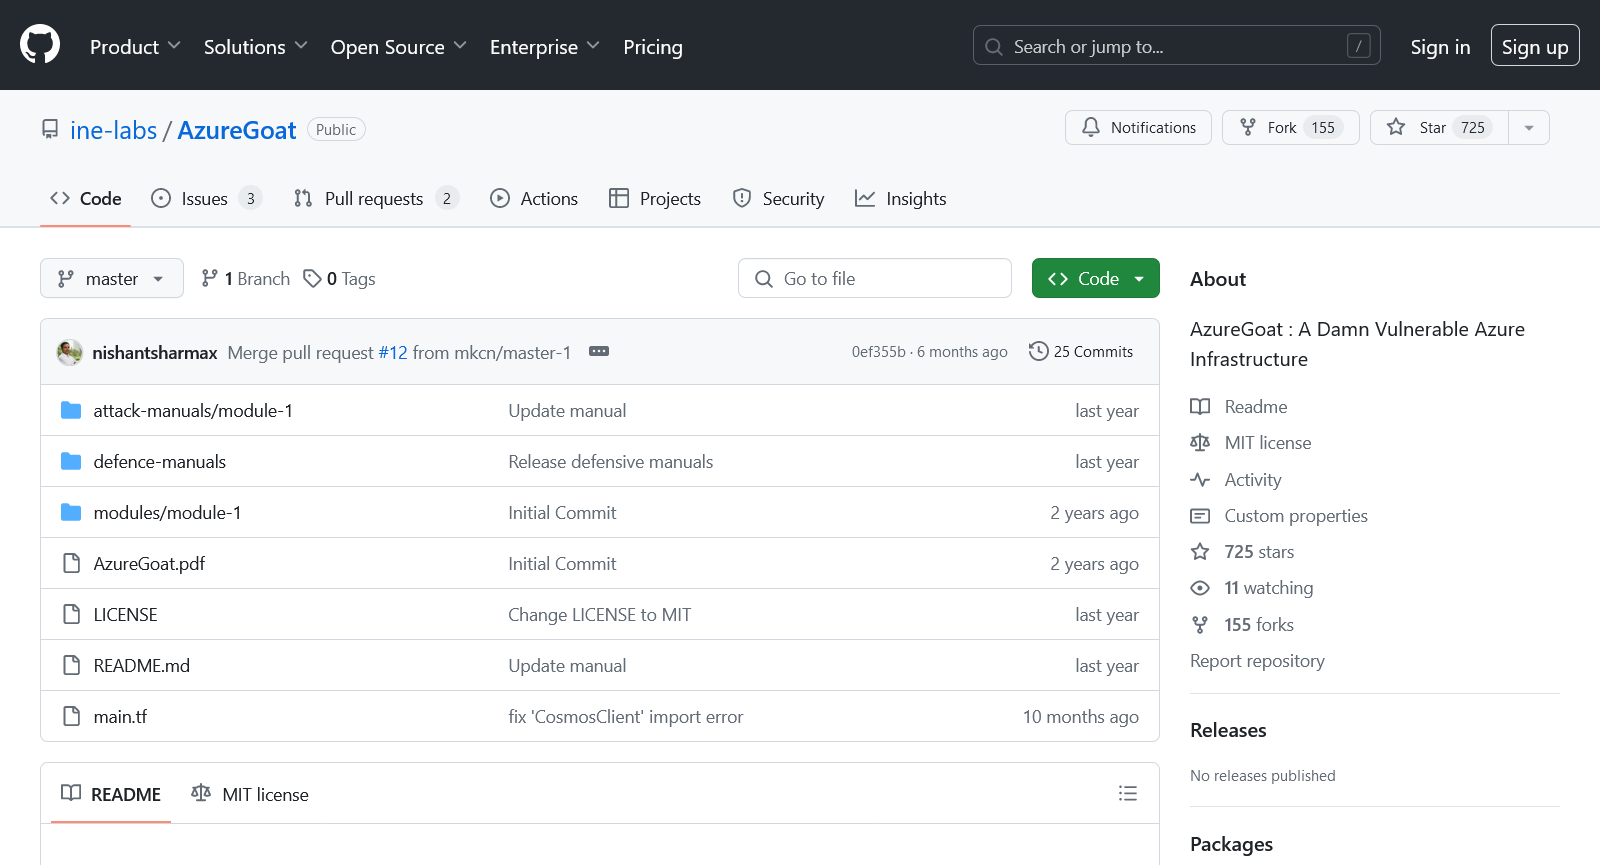 Product Solutions Open Source Enterprise Pricing Search or jump to... / Sign in Sign up
ine-labs / AzureGoat Public Notifications Fork 155 Star 725
Code Issues 3 Pull requests 2 Actions Projects Security Insights
master 1 Branch 0 Tags Go to file Code
nishantsharmax Merge pull request #12 from mkcn/master-1 0ef355b · 6 months ago 25 Commits
attack-manuals/module-1 Update manual last year
defence-manuals Release defensive manuals last year
modules/module-1 Initial Commit 2 years ago
AzureGoat.pdf Initial Commit 2 years ago
LICENSE Change LICENSE to MIT last year
README.md Update manual last year
main.tf fix 'CosmosClient' import error 10 months ago
README MIT license
About
AzureGoat : A Damn Vulnerable Azure
Infrastructure
Readme
MIT license
Activity
Custom properties
725 stars
11 watching
155 forks
Report repository
Releases
No releases published
Packages